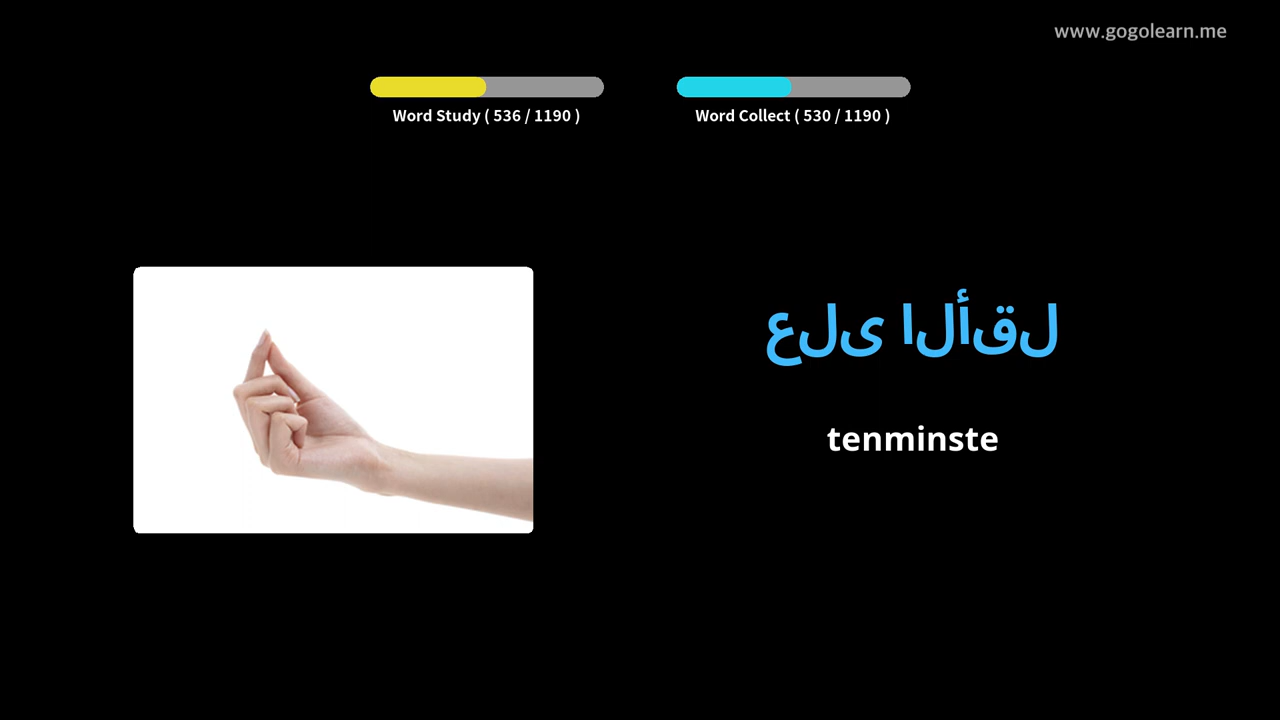 www.gogolearn.me
Word Study ( 536 / 1190 )
Word Collect ( 530 / 1190 )
على الأقل
tenminste